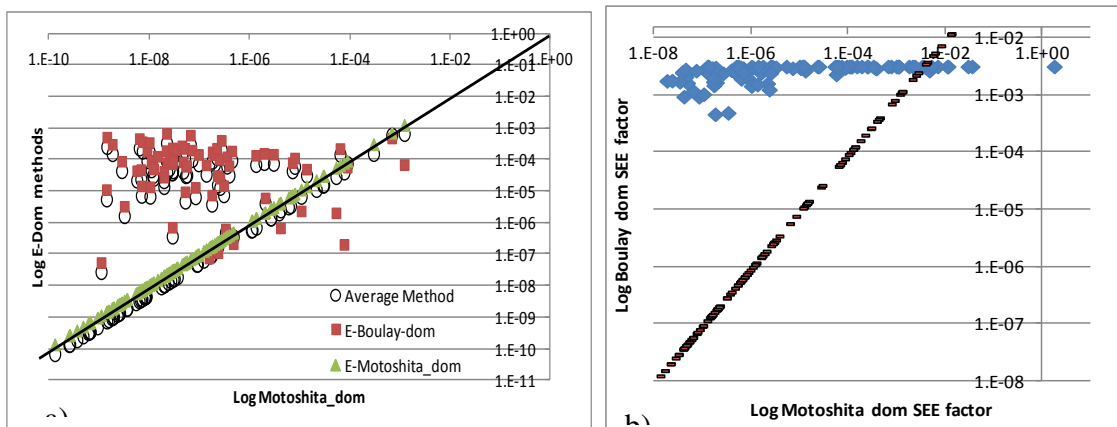 1.E-10 1.E-08 1.E-06 1.E-04 1.E-02 1.E+00
1.E+00
1.E-01
1.E-02
1.E-03
1.E-04
1.E-05
1.E-06
1.E-07
1.E-08
1.E-09
1.E-10
1.E-11
Log E-Dom methods
Average Method
E-Boulay-dom
E-Motoshita_dom
Log Motoshita_dom
a)
1.E-08 1.E-06 1.E-04 1.E-02 1.E+00
1.E-02
1.E-03
1.E-04
1.E-05
1.E-06
1.E-07
1.E-08
Log Boulay dom SEE factor
Log Motoshita dom SEE factor
b)